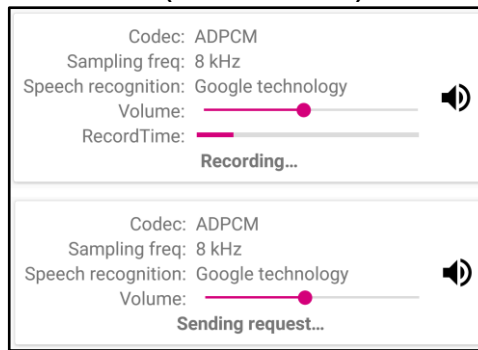 Codec: ADPCM
Sampling freq: 8 kHz
Speech recognition: Google technology
Volume:
RecordTime:
Recording…
Codec: ADPCM
Sampling freq: 8 kHz
Speech recognition: Google technology
Volume:
Sending request…